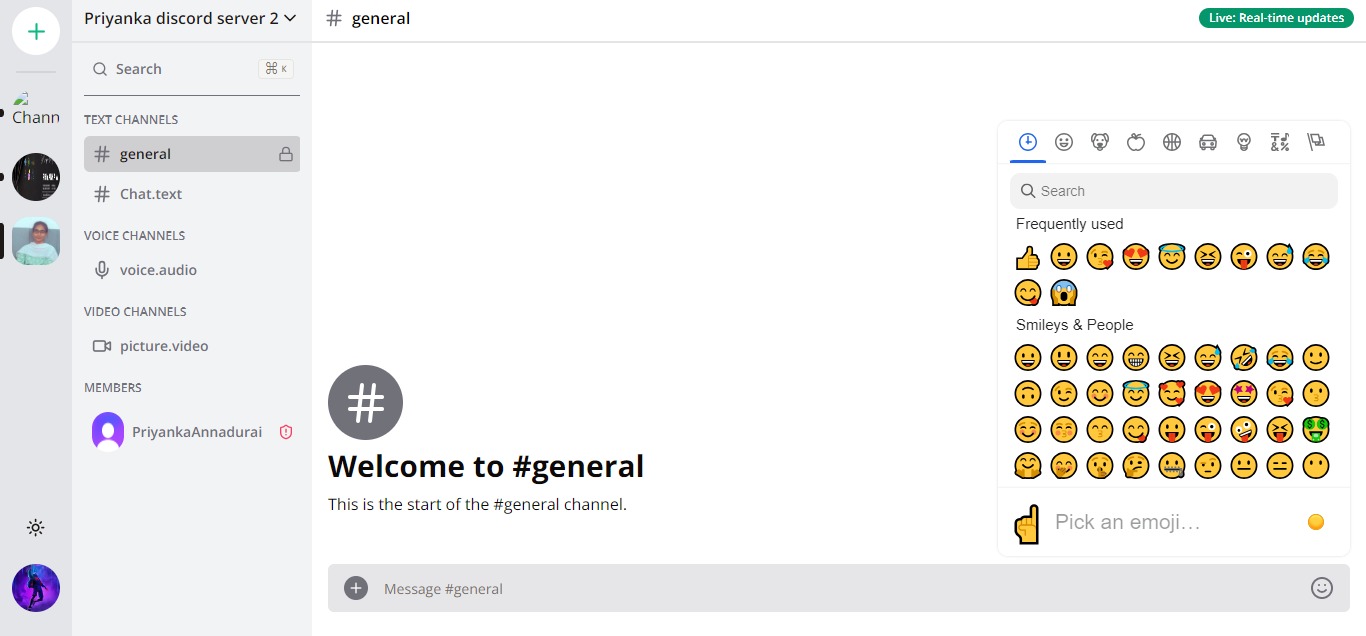 Priyanka discord server 2
# general
Live: Real-time updates
Search
⌘ K
Chann
TEXT CHANNELS
# general
# Chat.text
VOICE CHANNELS
voice.audio
VIDEO CHANNELS
picture.video
MEMBERS
PriyankaAnnadurai
Search
Frequently used
Smileys & People
Pick an emoji…
#
Welcome to #general
This is the start of the #general channel.
Message #general